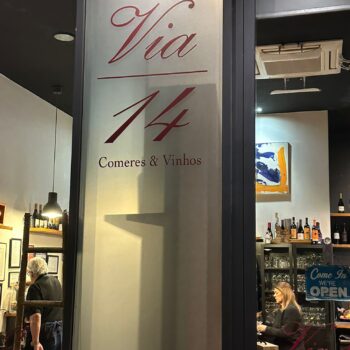 Via
14
Comeres & Vinhos
Come In
WE'RE
OPEN